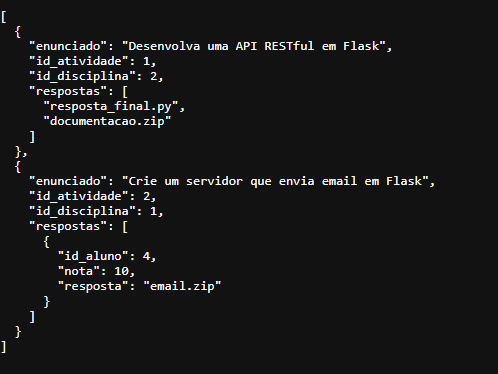 [
  {
    "enunciado": "Desenvolva uma API RESTful em Flask",
    "id_atividade": 1,
    "id_disciplina": 2,
    "respostas": [
      "resposta_final.py",
      "documentacao.zip"
    ]
  },
  {
    "enunciado": "Crie um servidor que envia email em Flask",
    "id_atividade": 2,
    "id_disciplina": 1,
    "respostas": [
      {
        "id_aluno": 4,
        "nota": 10,
        "resposta": "email.zip"
      }
    ]
  }
]